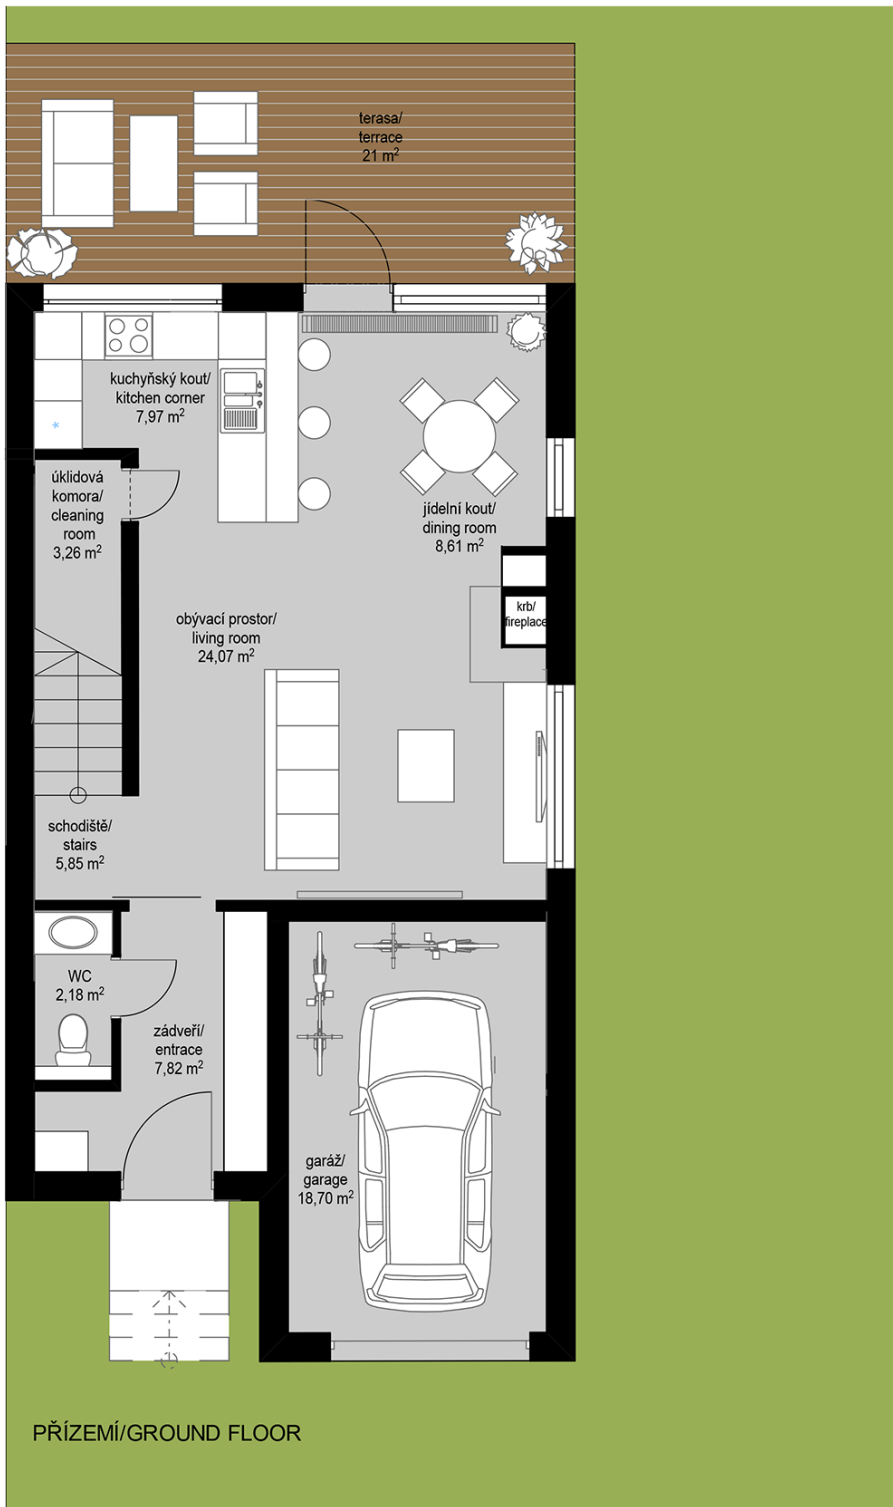 terasa/
terrace
21 m²
kuchyňský kout/
kitchen corner
7,97 m²
úklidová
komora/
cleaning
room
3,26 m²
jídelní kout/
dining room
8,61 m²
krb/
fireplace
obývací prostor/
living room
24,07 m²
schodiště/
stairs
5,85 m²
WC
2,18 m²
zádveří/
entrace
7,82 m²
garáž/
garage
18,70 m²
PŘÍZEMÍ/GROUND FLOOR